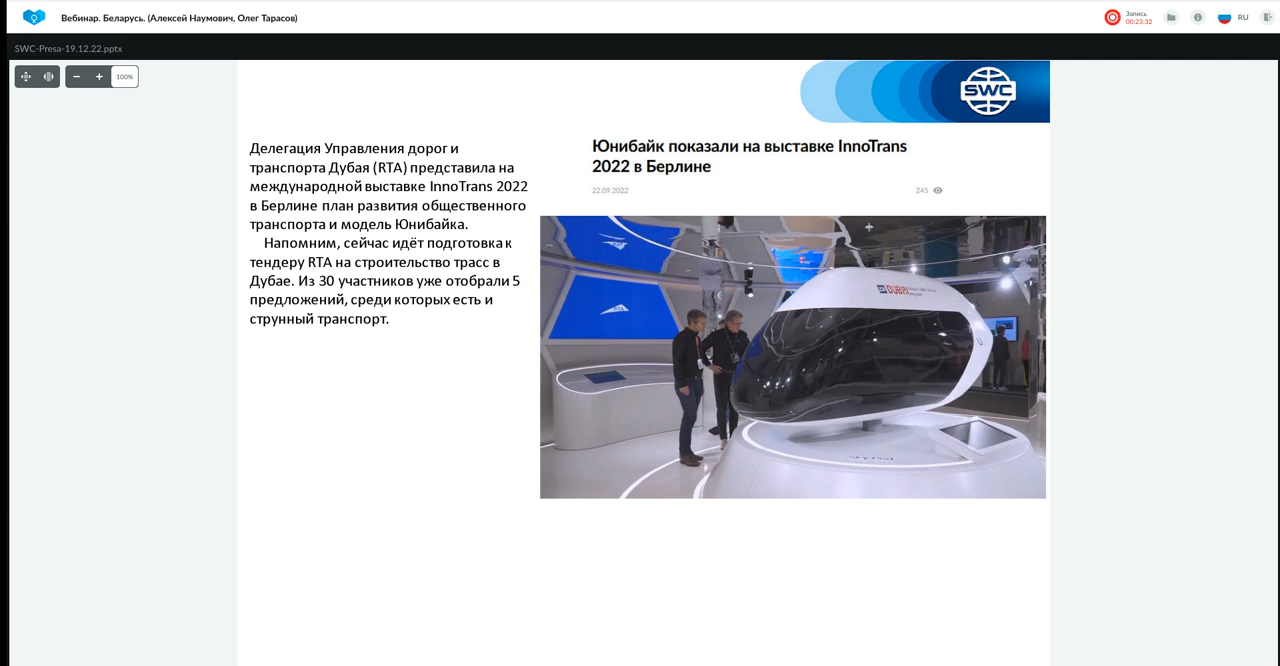 Вебинар. Беларусь. (Алексей Наумович, Олег Тарасов)
Запись
00:23:32
RU
SWC-Presa-19.12.22.pptx
100%
SWC
Делегация Управления дорог и
транспорта Дубая (RTA) представила на
международной выставке InnoTrans 2022
в Берлине план развития общественного
транспорта и модель Юнибайка.
Напомним, сейчас идёт подготовка к
тендеру RTA на строительство трасс в
Дубае. Из 30 участников уже отобрали 5
предложений, среди которых есть и
струнный транспорт.
Юнибайк показали на выставке InnoTrans
2022 в Берлине
22.09.2022
245
DUBAI